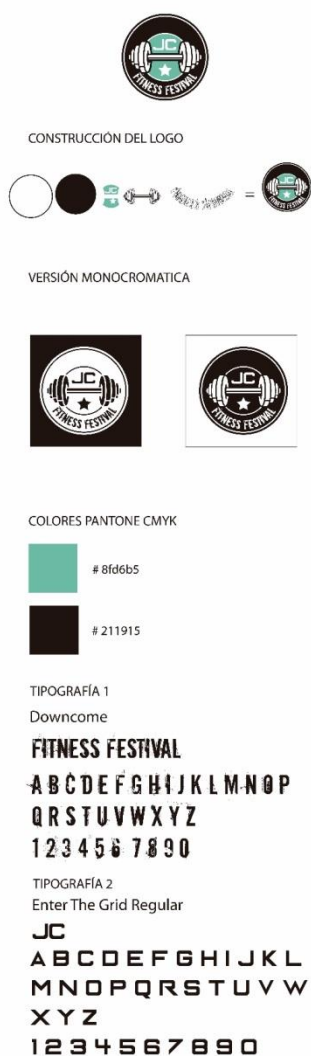 JC
FITNESS FESTIVAL
CONSTRUCCIÓN DEL LOGO
=
JC
FITNESS FESTIVAL
VERSIÓN MONOCROMATICA
JC
FITNESS FESTIVAL
JC
FITNESS FESTIVAL
COLORES PANTONE CMYK
# 8fd6b5
# 211915
TIPOGRAFÍA 1
Downcome
FITNESS FESTIVAL
ABCDEFGHIJKLMNOP
QRSTUVWXYZ
1234567890
TIPOGRAFÍA 2
Enter The Grid Regular
JC
ABCDEFGHIJKL
MNOPQRSTUVW
XYZ
1234567890